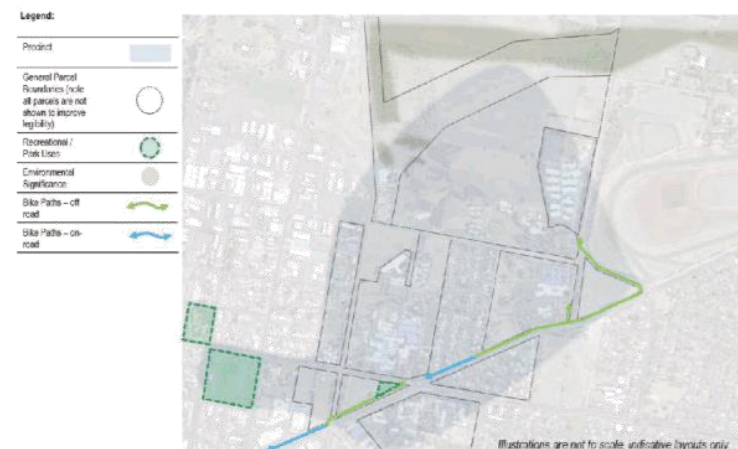 Legend:
Precinct
General Parcel
Boundaries (note
all parcels are not
shown to improve
legibility)
Recreational /
Park Uses
Environmental
Significance
Bike Paths – off
road
Bike Paths – on-
road
Illustrations are not to scale, indicative layouts only